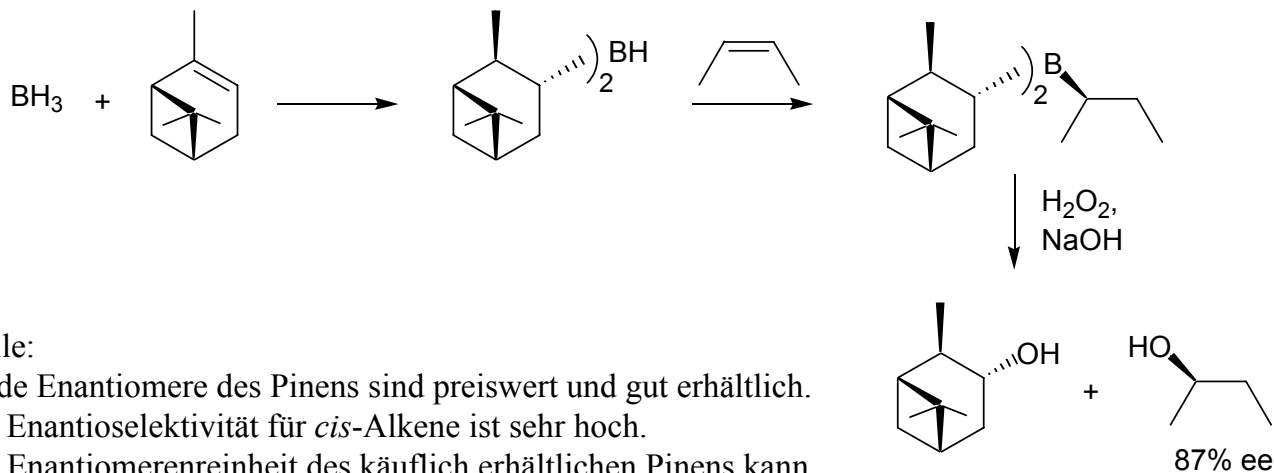 BH3 + ) 2 BH ) 2 B
H2O2,
NaOH
le:
de Enantiomere des Pinens sind preiswert und gut erhältlich.
Enantioselektivität für cis-Alkene ist sehr hoch.
Enantiomerenreinheit des käuflich erhältlichen Pinens kann
OH + HO
87% ee